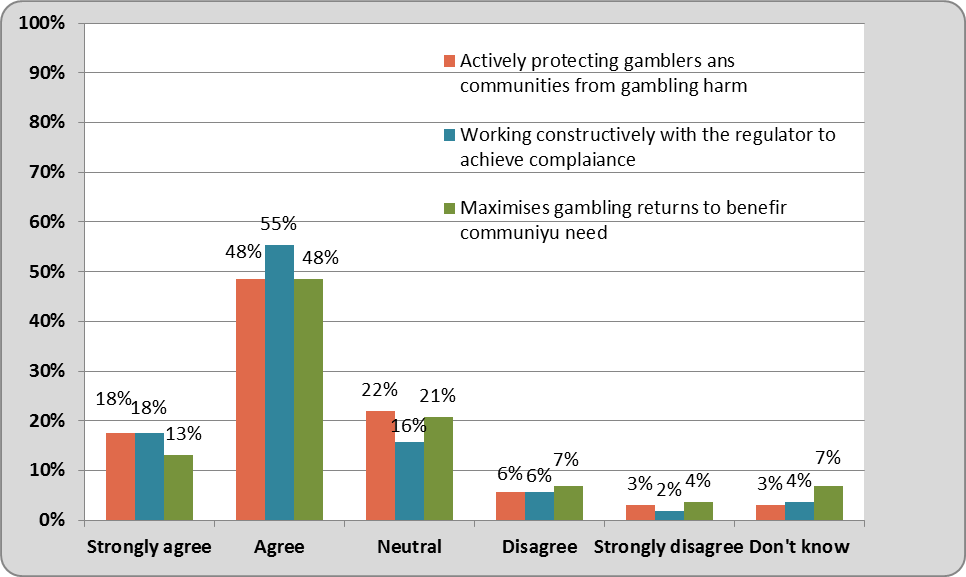 100%
90%
80%
70%
60%
50%
40%
30%
20%
10%
0%
Actively protecting gamblers ans
communities from gambling harm
Working constructively with the regulator to
achieve complaiance
Maximises gambling returns to benefir
communiyu need
18%
18%
13%
48%
55%
48%
22%
16%
21%
6%
6%
7%
3%
2%
4%
3%
4%
7%
Strongly agree
Agree
Neutral
Disagree
Strongly disagree
Don't know